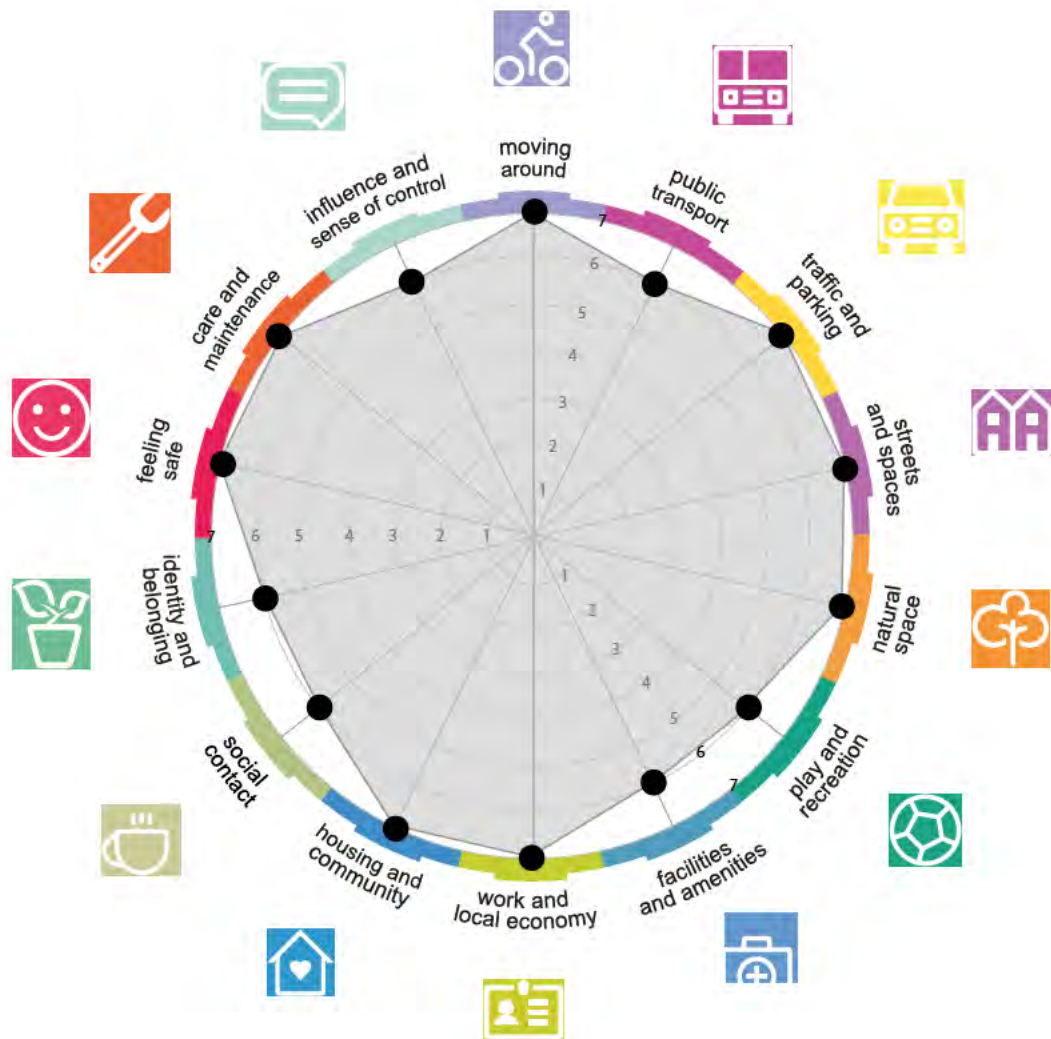 moving
around
public
transport
traffic and
parking
streets
and spaces
natural
space
play and
recreation
facilities
and amenities
work and
local economy
housing and
community
social
contact
identity and
belonging
feeling
safe
care and
maintenance
influence and
sense of control
7
6
5
4
3
2
1
7 6 5 4 3 2 1
1
2
3
4
5
6
7